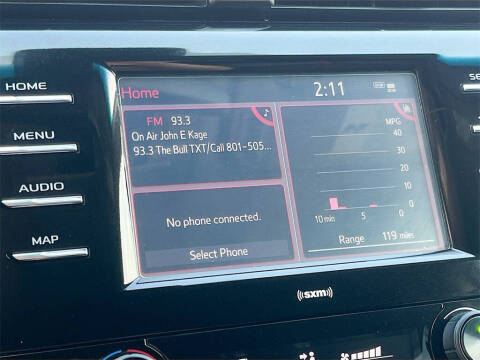 HOME
MENU
AUDIO
MAP
Home
2:11
FM 93.3
On Air John E Kage
93.3 The Bull TXT/Call 801-505...
No phone connected.
Select Phone
MPG
40
30
20
10
0
10 min 5 0
Range 119 miles
((sxm))
SE